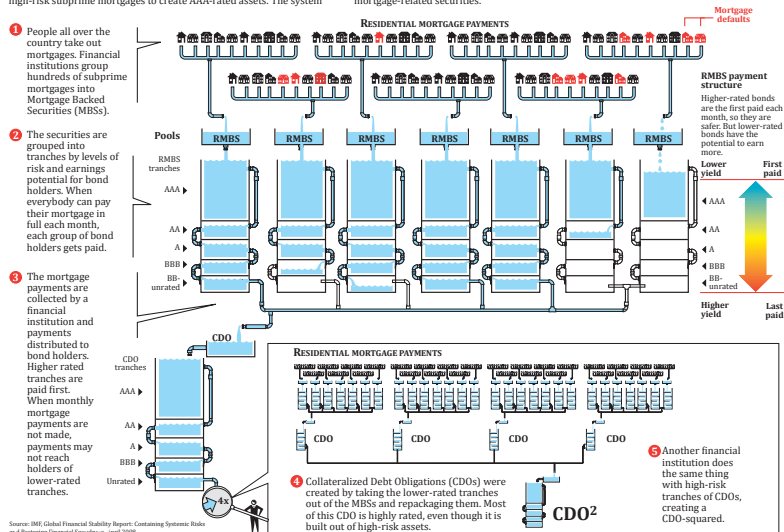 high-risk subprime mortgages to create AAA-rated assets. The system
mortgage-related securities.
RESIDENTIAL MORTGAGE PAYMENTS
Mortgage
defaults
1 People all over the
country take out
mortgages. Financial
institutions group
hundreds of subprime
mortgages into
Mortgage Backed
Securities (MBSs).
2 The securities are
grouped into
tranches by levels of
risk and earnings
potential for bond
holders. When
everybody can pay
their mortgage in
full each month,
each group of bond
holders gets paid.
3 The mortgage
payments are
collected by a
financial
institution and
payments
distributed to
bond holders.
Higher rated
tranches are
paid first.
When monthly
mortgage
payments are
not made,
payments may
not reach
holders of
lower-rated
tranches.
Pools
RMBS
RMBS
RMBS
RMBS
RMBS
RMBS
RMBS
RMBS
tranches
AAA
AA
A
BBB
BB-
unrated
RMBS payment
structure
Higher-rated bonds
are the first paid each
month, so they are
safer. But lower-rated
bonds have the
potential to earn
more.
Lower
yield
First
paid
AAA
AA
A
BBB
BB-
unrated
Higher
yield
Last
paid
CDO
CDO
tranches
AAA
AA
A
BBB
Unrated
4x
RESIDENTIAL MORTGAGE PAYMENTS
CDO
CDO
CDO
CDO
4 Collateralized Debt Obligations (CDOs) were
created by taking the lower-rated tranches
out of the MBSs and repackaging them. Most
of this CDO is highly rated, even though it is
built out of high-risk assets.
CDO²
5 Another financial
institution does
the same thing
with high-risk
tranches of CDOs,
creating a
CDO-squared.
Source: IMF, Global Financial Stability Report: Containing Systemic Risks